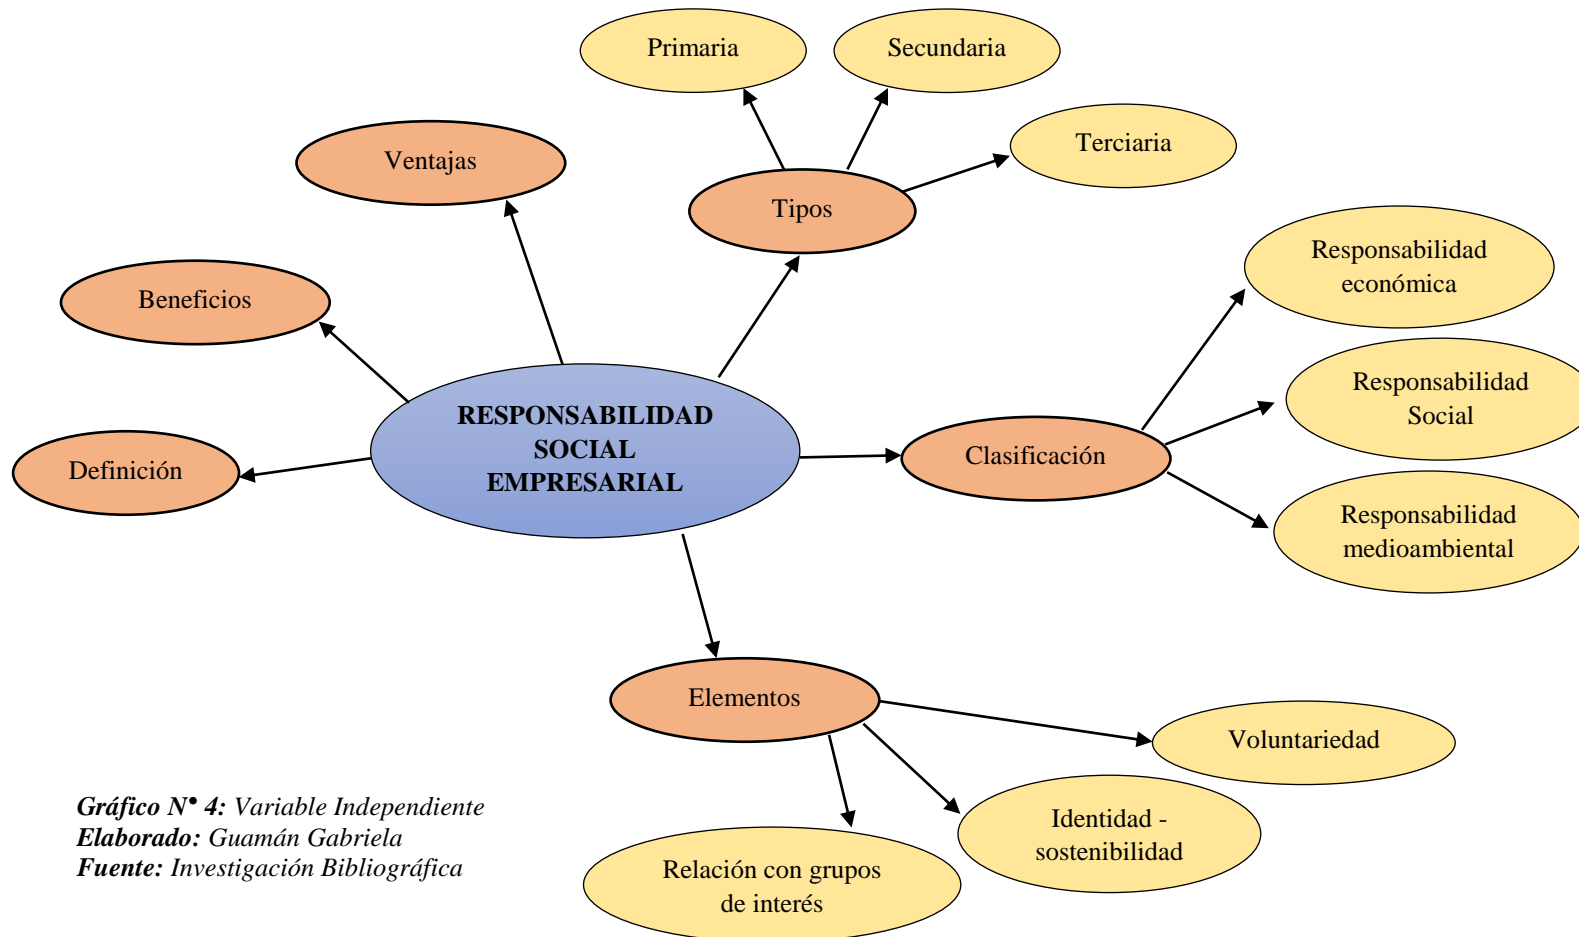 Primaria
Secundaria
Terciaria
Ventajas
Tipos
Responsabilidad
económica
Beneficios
Responsabilidad
Social
RESPONSABILIDAD
SOCIAL
EMPRESARIAL
Clasificación
Definición
Responsabilidad
medioambiental
Elementos
Voluntariedad
Identidad -
sostenibilidad
Relación con grupos
de interés
Gráfico N° 4: Variable Independiente
Elaborado: Guamán Gabriela
Fuente: Investigación Bibliográfica